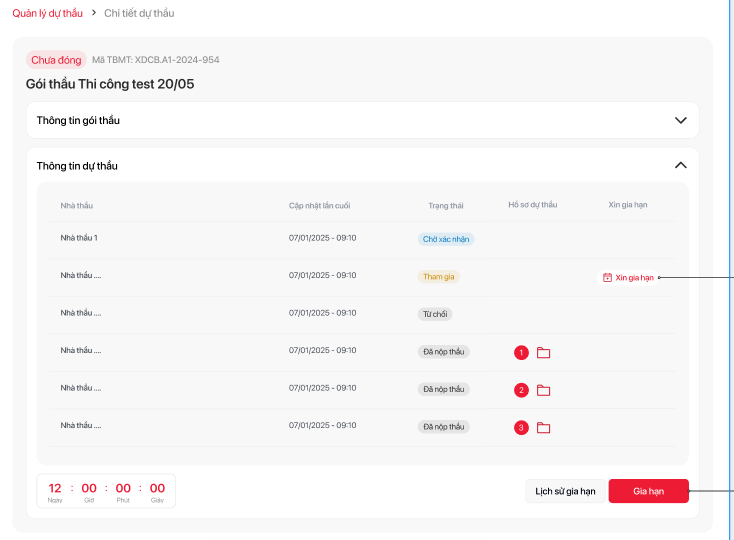 Quản lý dự thầu > Chi tiết dự thầu
Chưa đóng Mã TBMT: XDCB.A1-2024-954
Gói thầu Thi công test 20/05
Thông tin gói thầu
Thông tin dự thầu
Nhà thầu Cập nhật lần cuối Trạng thái Hồ sơ dự thầu Xin gia hạn
Nhà thầu 1 07/01/2025 - 09:10 Chờ xác nhận
Nhà thầu .... 07/01/2025 - 09:10 Tham gia Xin gia hạn
Nhà thầu .... 07/01/2025 - 09:10 Từ chối
Nhà thầu .... 07/01/2025 - 09:10 Đã nộp thầu 1
Nhà thầu .... 07/01/2025 - 09:10 Đã nộp thầu 2
Nhà thầu .... 07/01/2025 - 09:10 Đã nộp thầu 3
12 : 00 : 00 : 00 Lịch sử gia hạn Gia hạn
Ngày Giờ Phút Giây